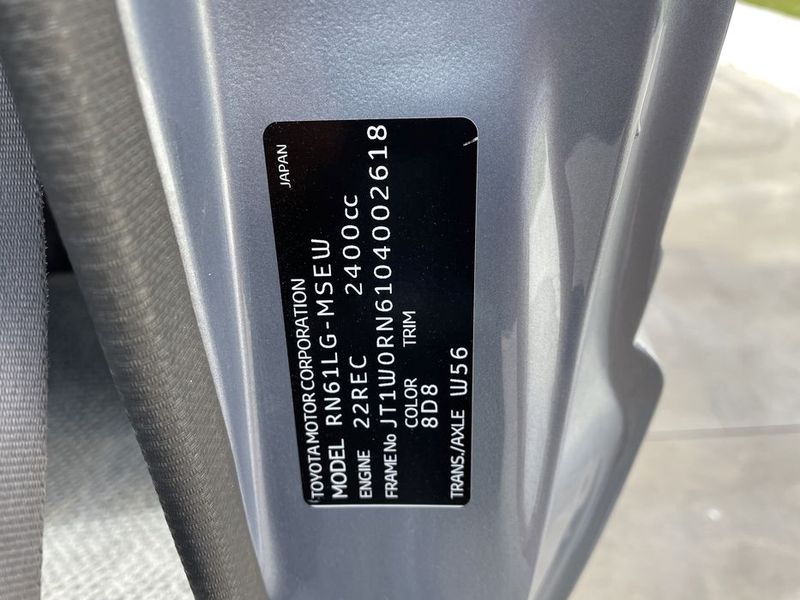 TOYOTA MOTOR CORPORATION JAPAN
MODEL RN61LG-MSEW
ENGINE 22REC 2400cc
FRAME No JT1W0RN6104002618
COLOR TRIM
8D8
TRANS./AXLE W56